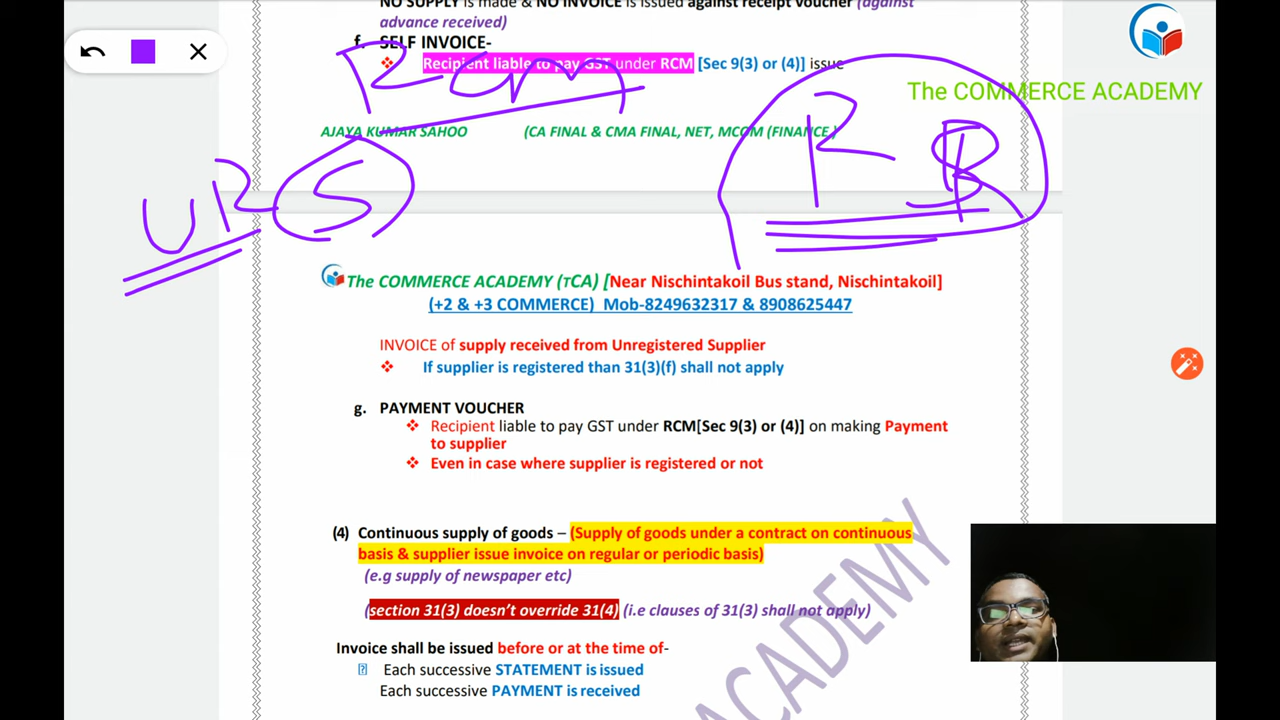 NO SUPPLY is made & NO INVOICE is issued against receipt voucher (against
advance received)
f. SELF INVOICE-
Recipient liable to pay GST under RCM [Sec 9(3) or (4)] issue
The COMMERCE ACADEMY
Rcm
AJAYA KUMAR SAHOO (CA FINAL & CMA FINAL, NET, MCOM (FINANCE,)
UR S
R
The COMMERCE ACADEMY (TCA) [Near Nischintakoil Bus stand, Nischintakoil]
(+2 & +3 COMMERCE) Mob-8249632317 & 8908625447
INVOICE of supply received from Unregistered Supplier
If supplier is registered than 31(3)(f) shall not apply
g. PAYMENT VOUCHER
Recipient liable to pay GST under RCM[Sec 9(3) or (4)] on making Payment
to supplier
Even in case where supplier is registered or not
(4) Continuous supply of goods – (Supply of goods under a contract on continuous
basis & supplier issue invoice on regular or periodic basis)
(e.g supply of newspaper etc)
(section 31(3) doesn't override 31(4) (i.e clauses of 31(3) shall not apply)
Invoice shall be issued before or at the time of-
Each successive STATEMENT is issued
Each successive PAYMENT is received
ACADEMY